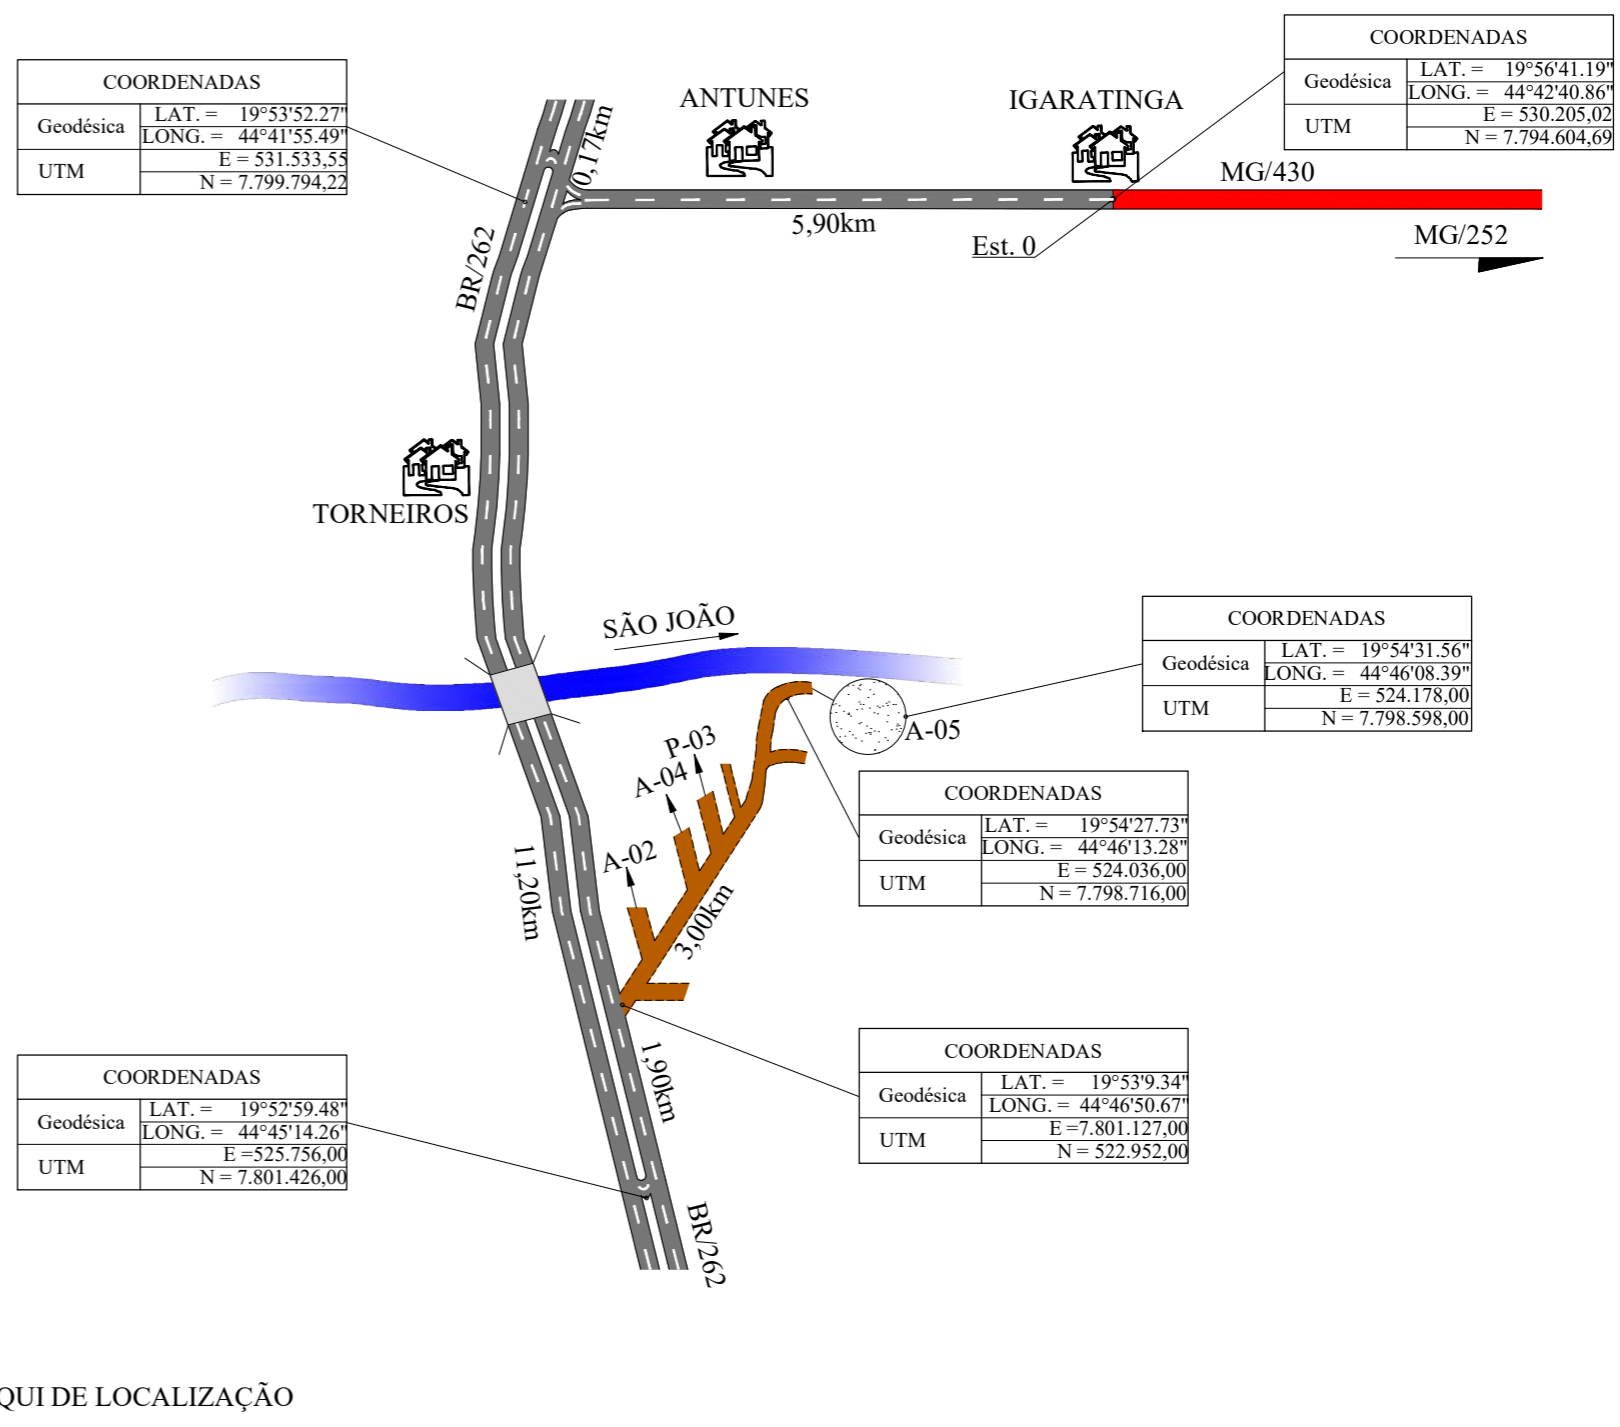 COORDENADAS
Geodésica
LAT. = 19°53'52.27"
LONG. = 44°41'55.49"
UTM
E = 531.533,55
N = 7.799.794,22
0,17km
ANTUNES
IGARATINGA
COORDENADAS
Geodésica
LAT. = 19°56'41.19"
LONG. = 44°42'40.86"
UTM
E = 530.205,02
N = 7.794.604,69
MG/430
5,90km
Est. 0
MG/252
BR/262
TORNEIROS
SÃO JOÃO
COORDENADAS
Geodésica
LAT. = 19°54'31.56"
LONG. = 44°46'08.39"
UTM
E = 524.178,00
N = 7.798.598,00
A-05
P-03
A-04
A-02
COORDENADAS
Geodésica
LAT. = 19°54'27.73"
LONG. = 44°46'13.28"
UTM
E = 524.036,00
N = 7.798.716,00
11,20km
3,00km
1,90km
COORDENADAS
Geodésica
LAT. = 19°53'9.34"
LONG. = 44°46'50.67"
UTM
E =7.801.127,00
N = 522.952,00
COORDENADAS
Geodésica
LAT. = 19°52'59.48"
LONG. = 44°45'14.26"
UTM
E =525.756,00
N = 7.801.426,00
BR/262
QUI DE LOCALIZAÇÃO